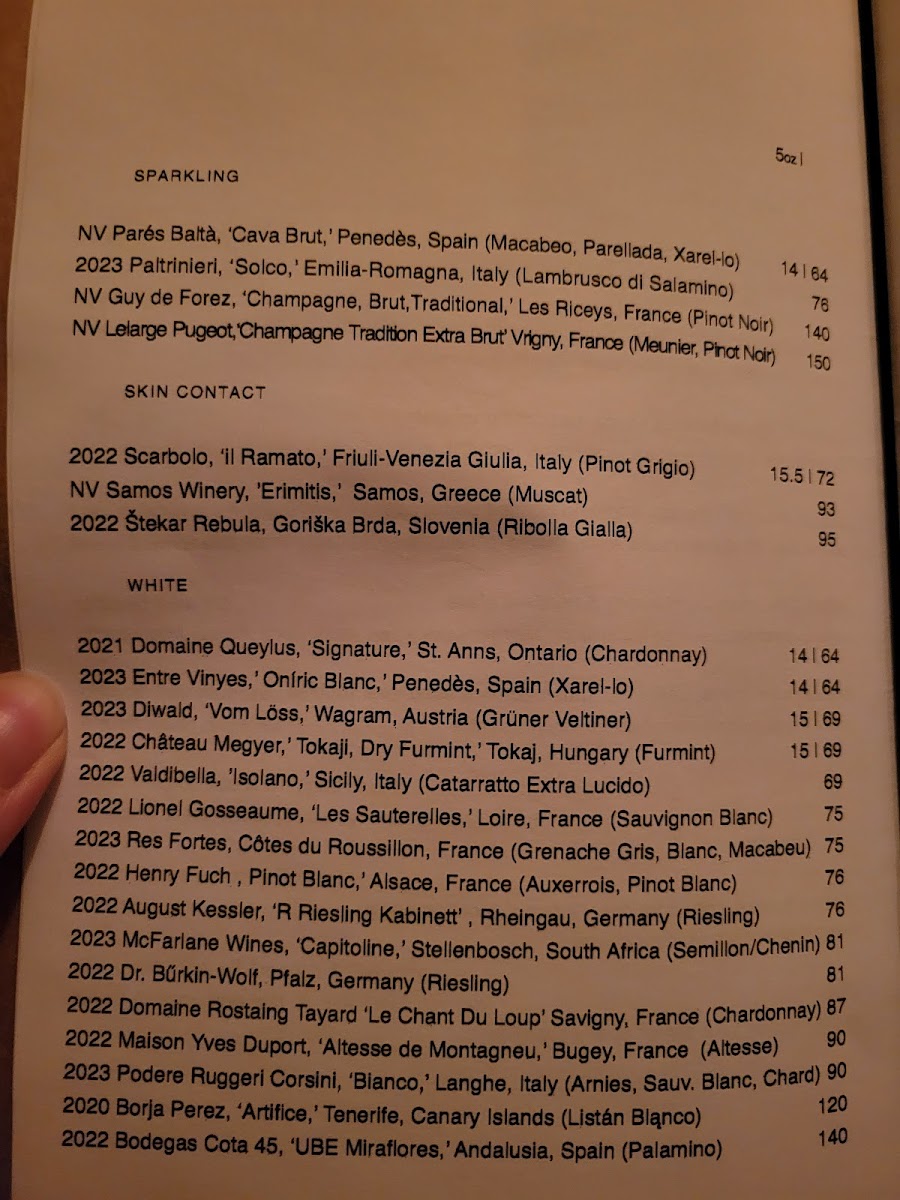 5oz |
SPARKLING
NV Parés Baltà, ‘Cava Brut,’ Penedès, Spain (Macabeo, Parellada, Xarel-lo) 14 | 64
2023 Paltrinieri, ‘Solco,’ Emilia-Romagna, Italy (Lambrusco di Salamino) 76
NV Guy de Forez, ‘Champagne, Brut,Traditional,’ Les Riceys, France (Pinot Noir) 140
NV Lelarge Pugeot,‘Champagne Tradition Extra Brut’ Vrigny, France (Meunier, Pinot Noir) 150
SKIN CONTACT
2022 Scarbolo, ‘il Ramato,’ Friuli-Venezia Giulia, Italy (Pinot Grigio) 15.5 | 72
NV Samos Winery, ’Erimitis,’ Samos, Greece (Muscat) 93
2022 Štekar Rebula, Goriška Brda, Slovenia (Ribolla Gialla) 95
WHITE
2021 Domaine Queylus, ‘Signature,’ St. Anns, Ontario (Chardonnay) 14 | 64
2023 Entre Vinyes,’ Oníric Blanc,’ Penedès, Spain (Xarel-lo) 14 | 64
2023 Diwald, ‘Vom Löss,’ Wagram, Austria (Grüner Veltiner) 15 | 69
2022 Château Megyer,’ Tokaji, Dry Furmint,’ Tokaj, Hungary (Furmint) 15 | 69
2022 Valdibella, ’Isolano,’ Sicily, Italy (Catarratto Extra Lucido) 69
2022 Lionel Gosseaume, ‘Les Sauterelles,’ Loire, France (Sauvignon Blanc) 75
2023 Res Fortes, Côtes du Roussillon, France (Grenache Gris, Blanc, Macabeu) 75
2022 Henry Fuch , Pinot Blanc,’ Alsace, France (Auxerrois, Pinot Blanc) 76
2022 August Kessler, ‘R Riesling Kabinett’ , Rheingau, Germany (Riesling) 76
2023 McFarlane Wines, ‘Capitoline,’ Stellenbosch, South Africa (Semillon/Chenin) 81
2022 Dr. Bűrkin-Wolf, Pfalz, Germany (Riesling) 81
2022 Domaine Rostaing Tayard ‘Le Chant Du Loup’ Savigny, France (Chardonnay) 87
2022 Maison Yves Duport, ‘Altesse de Montagneu,’ Bugey, France (Altesse) 90
2023 Podere Ruggeri Corsini, ‘Bianco,’ Langhe, Italy (Arnies, Sauv. Blanc, Chard) 90
2020 Borja Perez, ‘Artifice,’ Tenerife, Canary Islands (Listán Blanco) 120
2022 Bodegas Cota 45, ‘UBE Miraflores,’ Andalusia, Spain (Palamino) 140